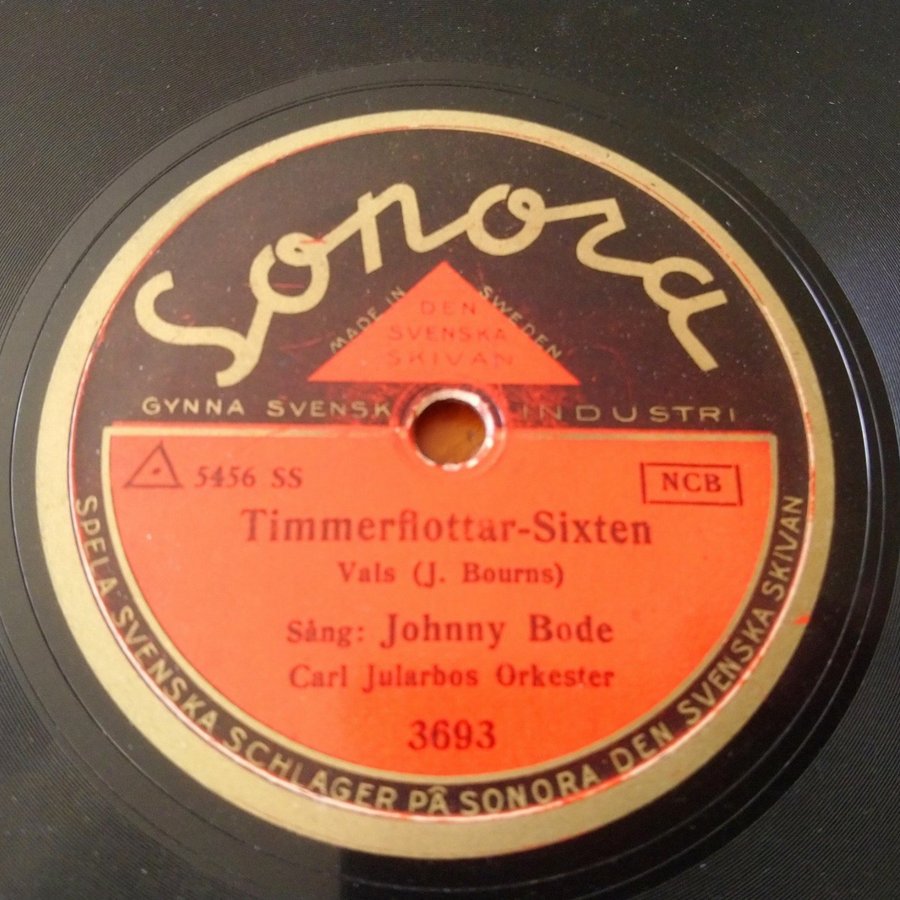 Sonora
MADE IN SWEDEN
DEN
SVENSKA
SKIVAN
GYNNA SVENSK INDUSTRI
5456 SS
NCB
Timmerflottar-Sixten
Vals (J. Bourns)
Sång: Johnny Bode
Carl Jularbos Orkester
3693
SPELA SVENSKA SCHLAGER PÅ SONORA DEN SVENSKA SKIVAN